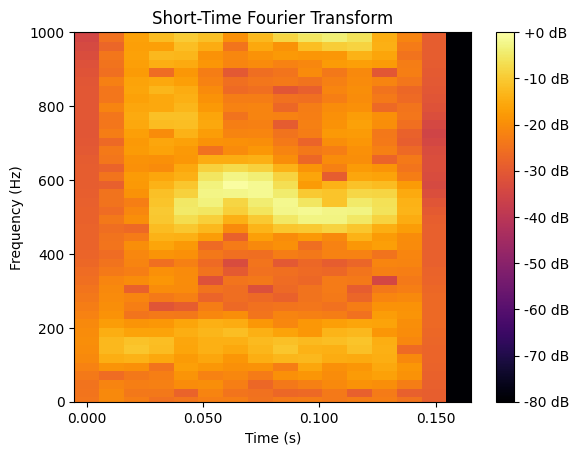 Short-Time Fourier Transform
1000
800
600
400
200
0
Frequency (Hz)
0.000
0.050
0.100
0.150
Time (s)
+0 dB
-10 dB
-20 dB
-30 dB
-40 dB
-50 dB
-60 dB
-70 dB
-80 dB